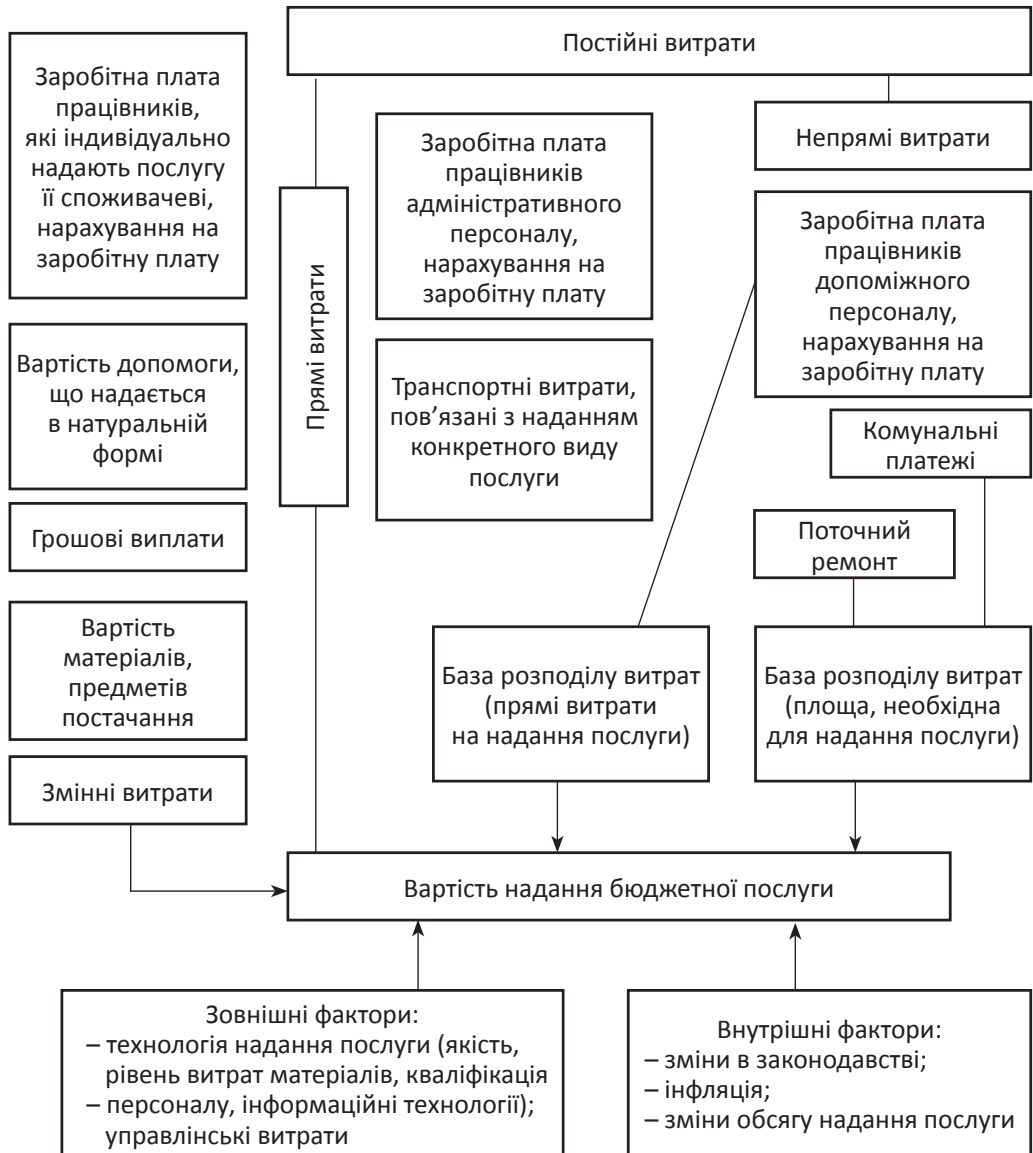 Постійні витрати
Заробітна плата
працівників,
які індивідуально
надають послугу
її споживачеві,
нарахування на
заробітну плату
Вартість допомоги,
що надається
в натуральній
формі
Грошові виплати
Вартість
матеріалів,
предметів
постачання
Змінні витрати
Прямі витрати
Заробітна плата
працівників
адміністративного
персоналу,
нарахування на
заробітну плату
Транспортні витрати,
пов’язані з наданням
конкретного виду
послуги
Непрямі витрати
Заробітна плата
працівників
допоміжного
персоналу,
нарахування на
заробітну плату
Комунальні
платежі
Поточний
ремонт
База розподілу витрат
(прямі витрати
на надання послуги)
База розподілу витрат
(площа, необхідна
для надання послуги)
Вартість надання бюджетної послуги
Зовнішні фактори:
– технологія надання послуги (якість,
рівень витрат матеріалів, кваліфікація
– персоналу, інформаційні технології);
управлінські витрати
Внутрішні фактори:
– зміни в законодавстві;
– інфляція;
– зміни обсягу надання послуги